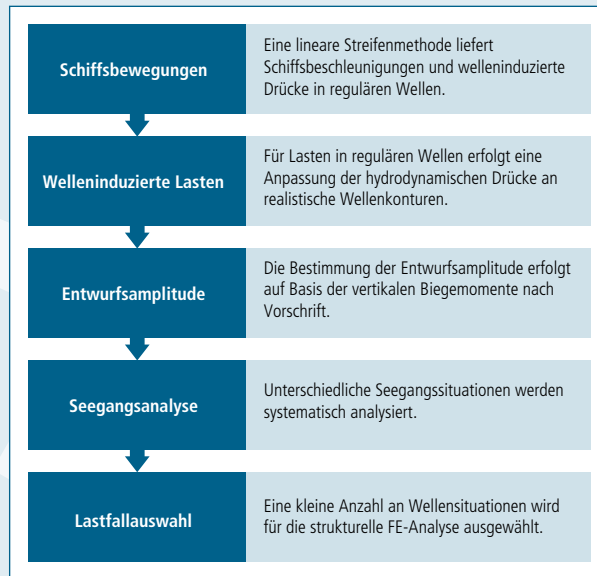 Schiffsbewegungen
Eine lineare Streifenmethode liefert
Schiffsbeschleunigungen und welleninduzierte
Drücke in regulären Wellen.
Welleninduzierte Lasten
Für Lasten in regulären Wellen erfolgt eine
Anpassung der hydrodynamischen Drücke an
realistische Wellenkonturen.
Entwurfsamplitude
Die Bestimmung der Entwurfsamplitude erfolgt
auf Basis der vertikalen Biegemomente nach
Vorschrift.
Seegangsanalyse
Unterschiedliche Seegangssituationen werden
systematisch analysiert.
Lastfallauswahl
Eine kleine Anzahl an Wellensituationen wird
für die strukturelle FE-Analyse ausgewählt.